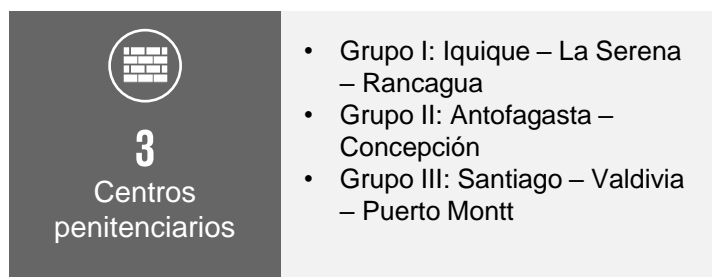 3
Centros
penitenciarios
• Grupo I: Iquique – La Serena
– Rancagua
• Grupo II: Antofagasta –
Concepción
• Grupo III: Santiago – Valdivia
– Puerto Montt